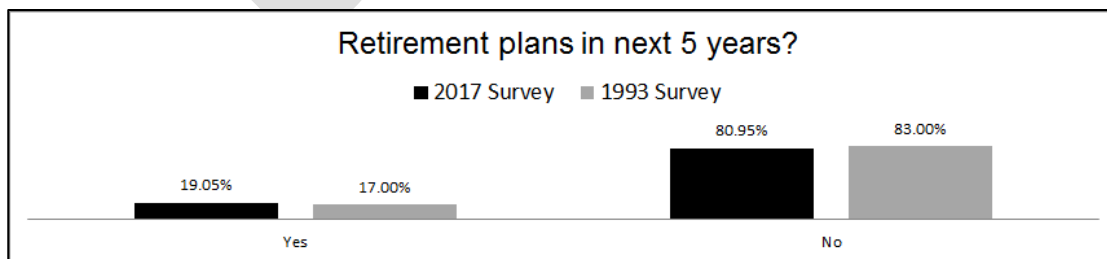 Retirement plans in next 5 years?
2017 Survey 1993 Survey
80.95% 83.00%
19.05% 17.00%
Yes No